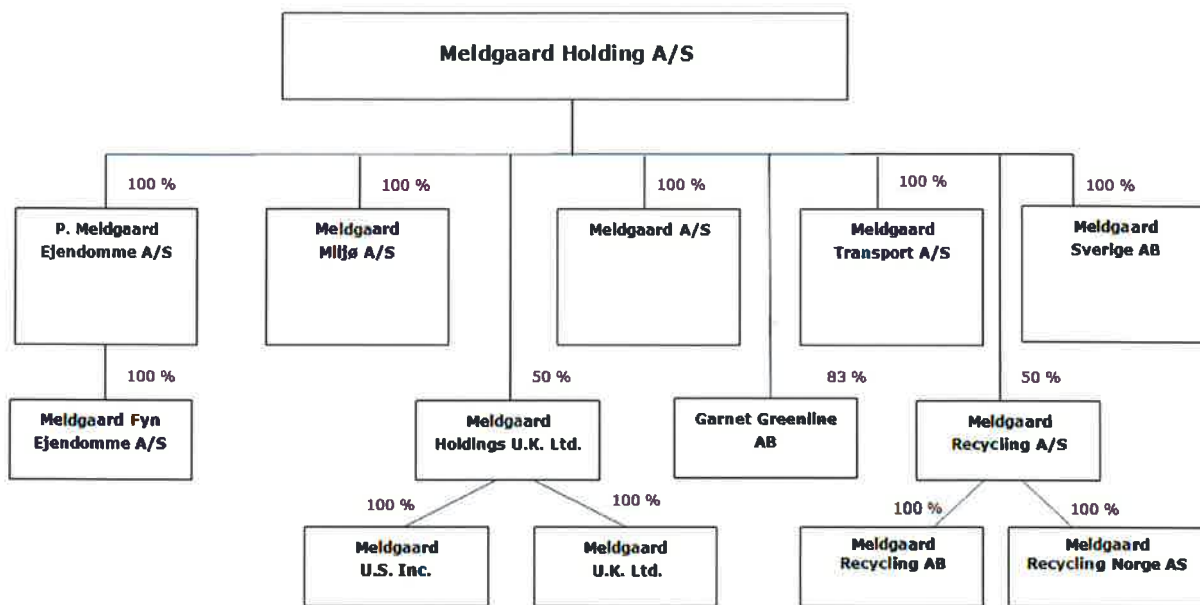 Meldgaard Holding A/S
100 %
100 %
100 %
100 %
100 %
P. Meldgaard
Ejendomme A/S
Meldgaard
Miljø A/S
Meldgaard A/S
Meldgaard
Transport A/S
Meldgaard
Sverige AB
100 %
50 %
83 %
50 %
Meldgaard Fyn
Ejendomme A/S
Meldgaard
Holdings U.K. Ltd.
Garnet Greenline
AB
Meldgaard
Recycling A/S
100 %
100 %
100 %
100 %
Meldgaard
U.S. Inc.
Meldgaard
U.K. Ltd.
Meldgaard
Recycling AB
Meldgaard
Recycling Norge AS